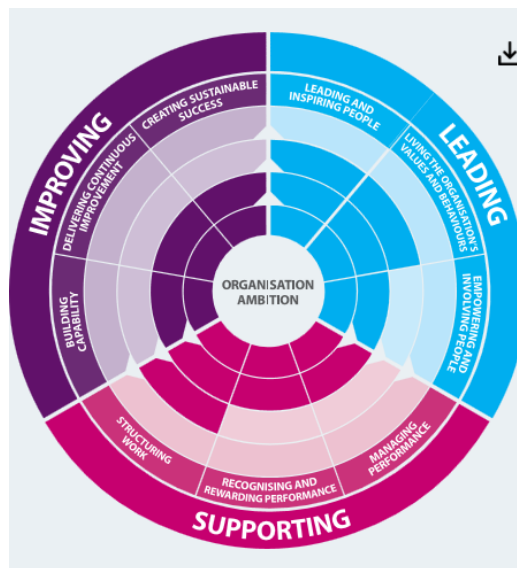 IMPROVING
CREATING SUSTAINABLE
SUCCESS
DELIVERING CONTINUOUS
IMPROVEMENT
BUILDING
CAPABILITY
LEADING
LEADING AND
INSPIRING PEOPLE
LIVING THE ORGANISATION'S
VALUES AND BEHAVIOURS
EMPOWERING AND
INVOLVING PEOPLE
ORGANISATION
AMBITION
STRUCTURING
WORK
RECOGNISING AND
REWARDING PERFORMANCE
MANAGING
PERFORMANCE
SUPPORTING